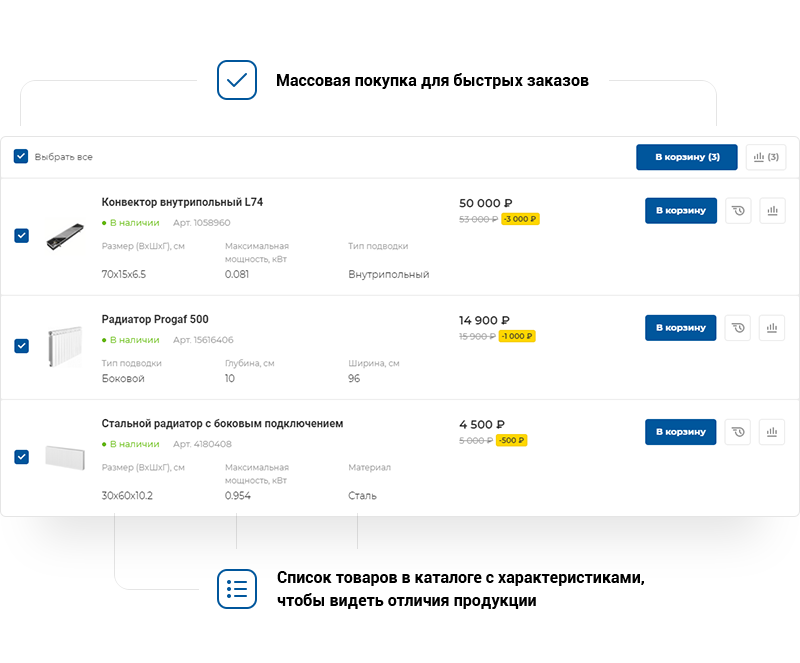 Массовая покупка для быстрых заказов
Выбрать все
В корзину (3)
(3)
Конвектор внутрипольный L74
В наличии Арт. 1058960
Размер (ВхШхГ), см
Максимальная
мощность, кВт
Тип подводки
70х15х6.5
0.081
Внутрипольный
50 000 ₽
53 000 ₽ -3 000 ₽
В корзину
Радиатор Progaf 500
В наличии Арт. 15616406
Тип подводки
Глубина, см
Ширина, см
Боковой
10
96
14 900 ₽
15 900 ₽ -1 000 ₽
В корзину
Стальной радиатор с боковым подключением
В наличии Арт. 4180408
Размер (ВхШхГ), см
Максимальная
мощность, кВт
Материал
30х60х10.2
0.954
Сталь
4 500 ₽
5 000 ₽ -500 ₽
В корзину
Список товаров в каталоге с характеристиками,
чтобы видеть отличия продукции